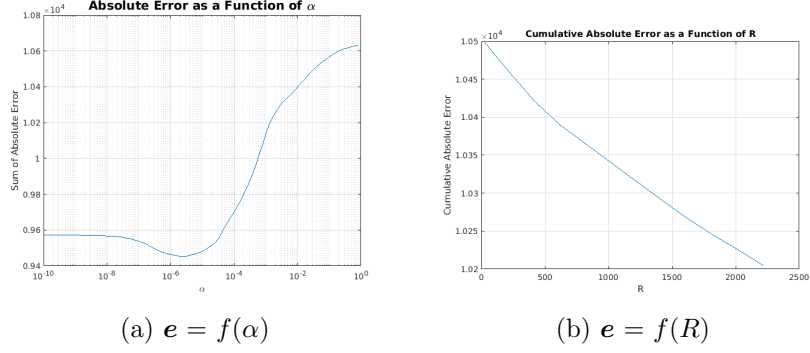 Absolute Error as a Function of α
1.08 ×10⁴
1.06
1.04
1.02
1
0.98
0.96
0.94
Sum of Absolute Error
10⁻¹⁰ 10⁻⁸ 10⁻⁶ 10⁻⁴ 10⁻² 10⁰
α
(a) e = f(α)
Cumulative Absolute Error as a Function of R
1.05 ×10⁴
1.045
1.04
1.035
1.03
1.025
1.02
Cumulative Absolute Error
0 500 1000 1500 2000 2500
R
(b) e = f(R)